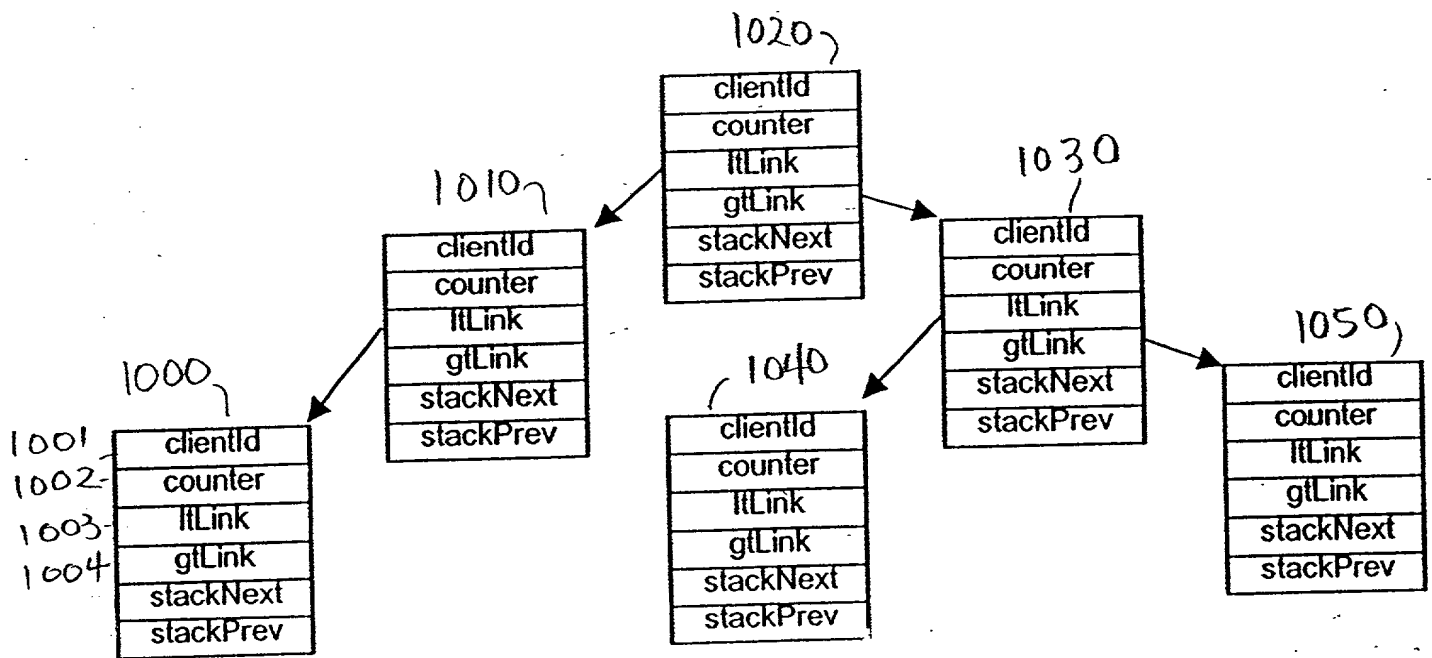 1020
clientId
counter
ltLink
gtLink
stackNext
stackPrev
1010
clientId
counter
ltLink
gtLink
stackNext
stackPrev
1030
clientId
counter
ltLink
gtLink
stackNext
stackPrev
1000
1001
1002
1003
1004
clientId
counter
ltLink
gtLink
stackNext
stackPrev
1040
clientId
counter
ltLink
gtLink
stackNext
stackPrev
1050
clientId
counter
ltLink
gtLink
stackNext
stackPrev